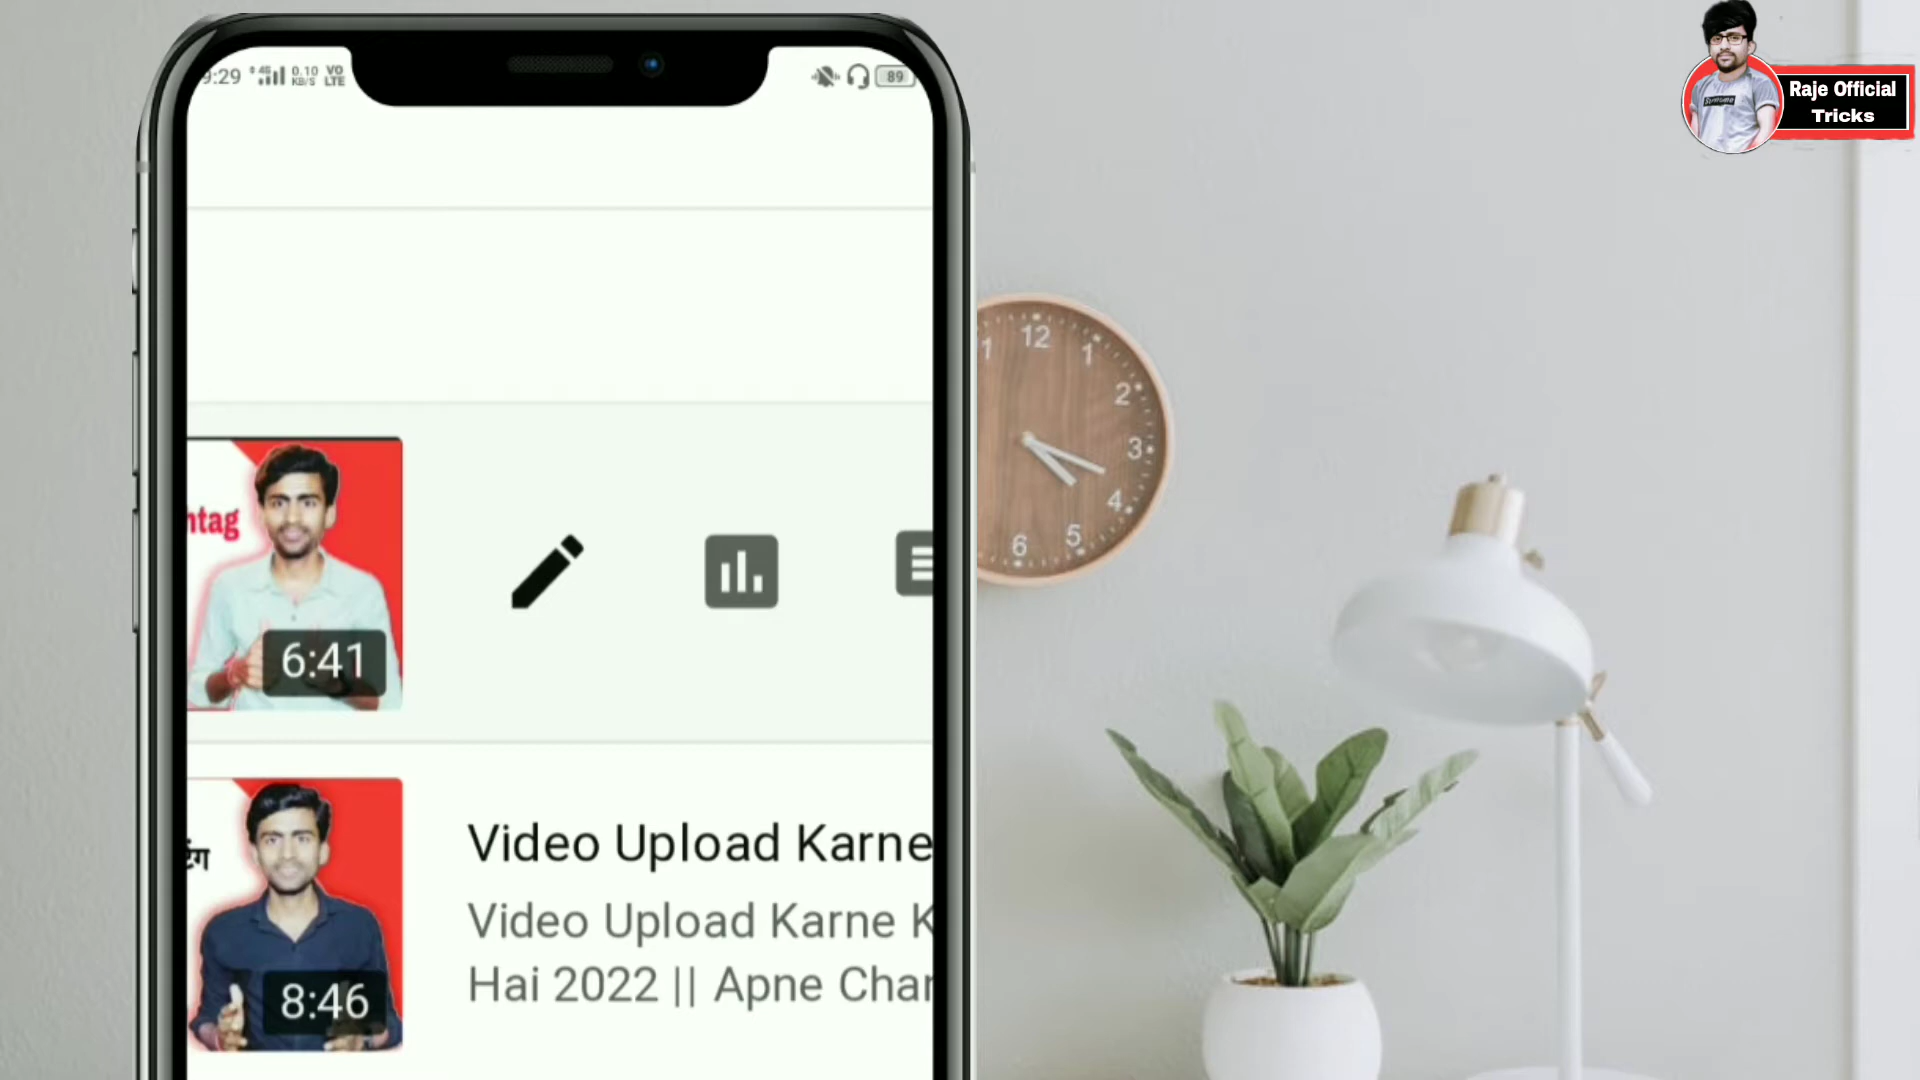 9:29 4G 0.10 KB/S VO LTE
89
Raje Official
Tricks
12
1
2
3
4
5
6
6:41
Video Upload Karne
Video Upload Karne K
Hai 2022 || Apne Char
8:46